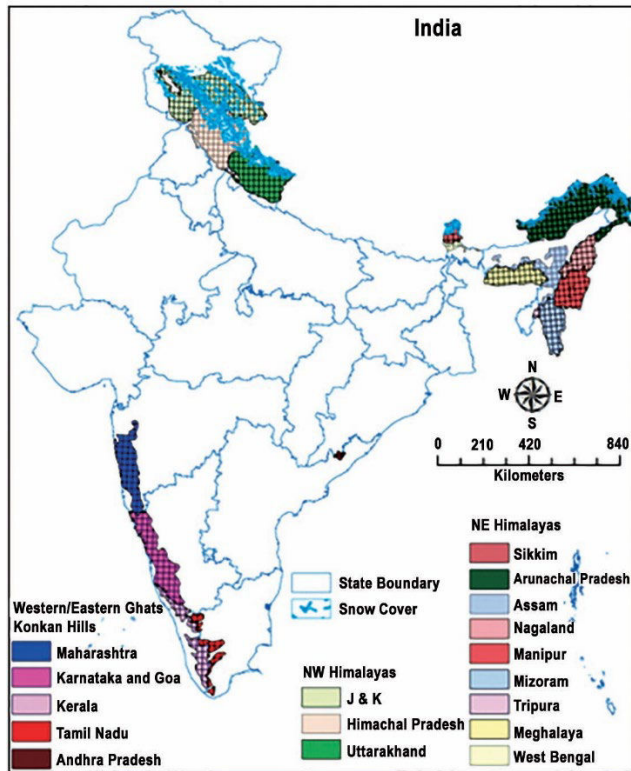 India
N
W E
S
0 210 420 840
Kilometers
Western/Eastern Ghats
Konkan Hills
Maharashtra
Karnataka and Goa
Kerala
Tamil Nadu
Andhra Pradesh
State Boundary
Snow Cover
NW Himalayas
J & K
Himachal Pradesh
Uttarakhand
NE Himalayas
Sikkim
Arunachal Pradesh
Assam
Nagaland
Manipur
Mizoram
Tripura
Meghalaya
West Bengal